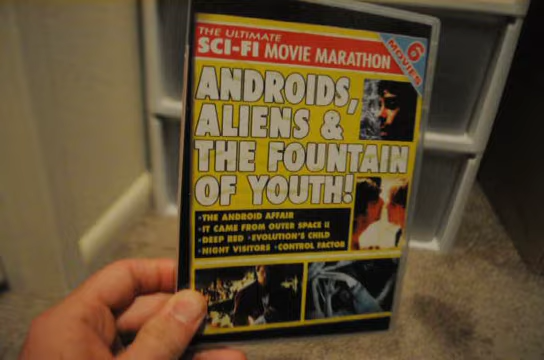 THE ULTIMATE
SCI-FI MOVIE MARATHON
6
MOVIES
ANDROIDS,
ALIENS &
THE FOUNTAIN
OF YOUTH!
·THE ANDROID AFFAIR
·IT CAME FROM OUTER SPACE II
·DEEP RED ·EVOLUTION'S CHILD
·NIGHT VISITORS ·CONTROL FACTOR